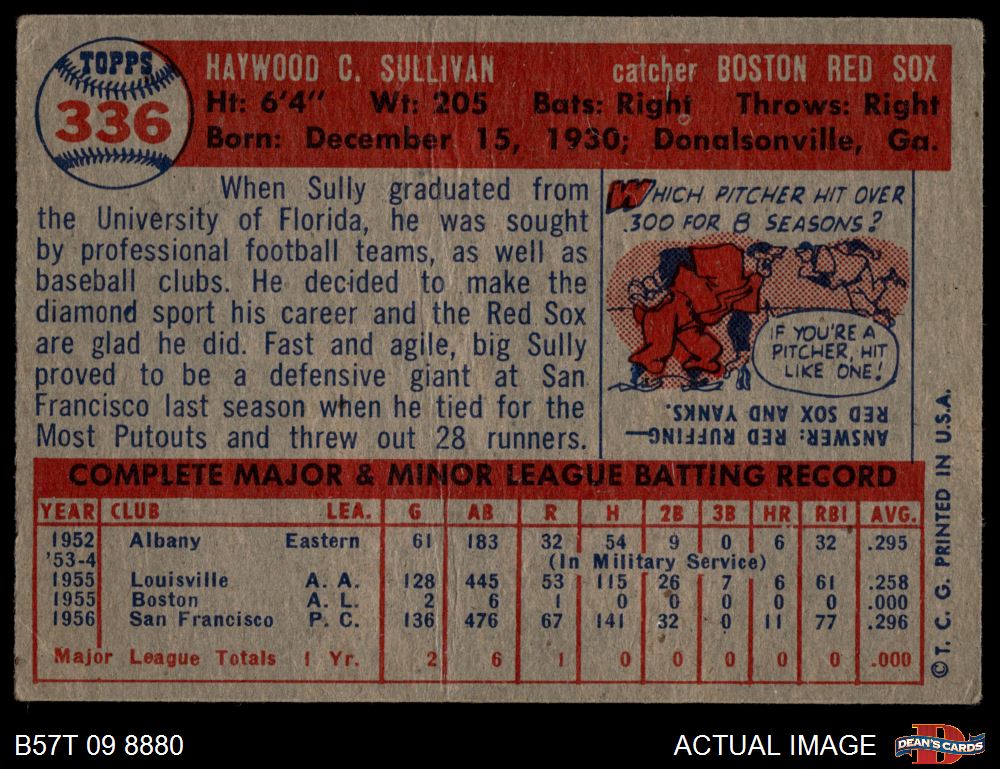 TOPPS
336
HAYWOOD C. SULLIVAN catcher BOSTON RED SOX
Ht: 6'4" Wt: 205 Bats: Right Throws: Right
Born: December 15, 1930; Donalsonville, Ga.
When Sully graduated from
the University of Florida, he was sought
by professional football teams, as well as
baseball clubs. He decided to make the
diamond sport his career and the Red Sox
are glad he did. Fast and agile, big Sully
proved to be a defensive giant at San
Francisco last season when he tied for the
Most Putouts and threw out 28 runners.
WHICH PITCHER HIT OVER
.300 FOR 8 SEASONS?
IF YOU'RE A
PITCHER, HIT
LIKE ONE!
ANSWER: RED RUFFING—
RED SOX AND YANKS.
COMPLETE MAJOR & MINOR LEAGUE BATTING RECORD
YEAR CLUB LEA. G AB R H 2B 3B HR RBI AVG.
1952 Albany Eastern 61 183 32 54 9 0 6 32 .295
'53-4 (In Military Service)
1955 Louisville A. A. 128 445 53 115 26 7 6 61 .258
1955 Boston A. L. 2 6 1 0 0 0 0 0 .000
1956 San Francisco P. C. 136 476 67 141 32 0 11 77 .296
Major League Totals 1 Yr. 2 6 1 0 0 0 0 0 .000
© T. C. G. PRINTED IN U.S.A.
B57T 09 8880
ACTUAL IMAGE
D
DEAN'S CARDS